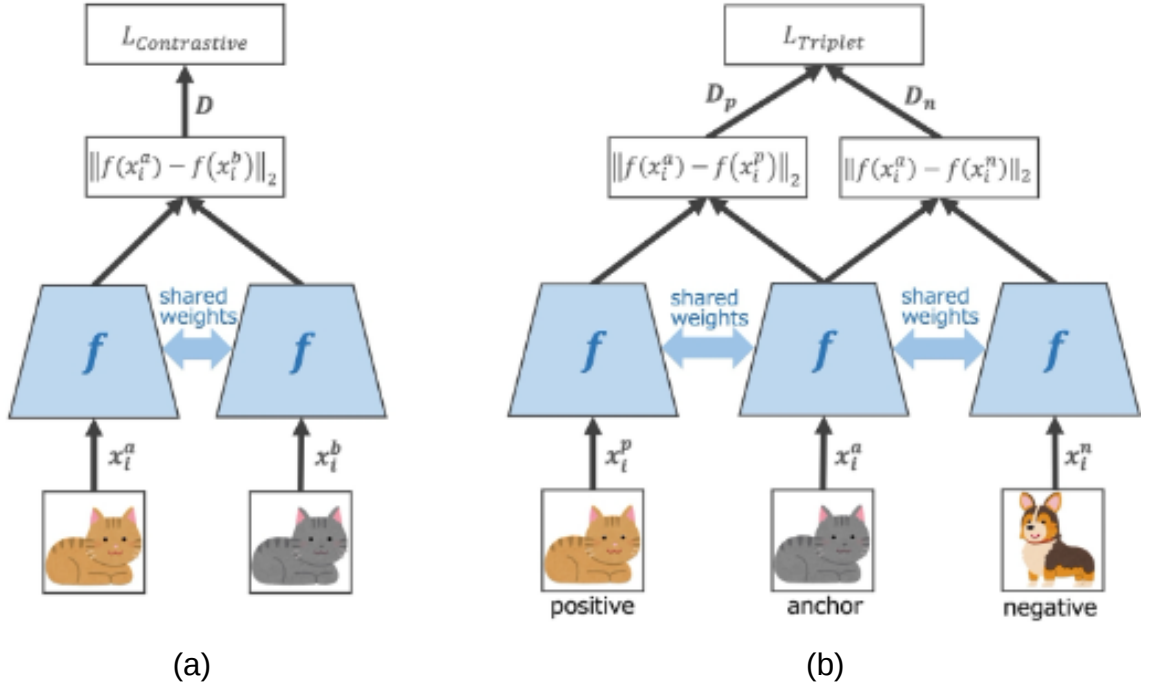 L_Contrastive
D
‖f(x_i^a) − f(x_i^b)‖_2
shared
weights
f
f
x_i^a
x_i^b
(a)
L_Triplet
D_p
D_n
‖f(x_i^a) − f(x_i^p)‖_2
‖f(x_i^a) − f(x_i^n)‖_2
shared
weights
shared
weights
f
f
f
x_i^p
x_i^a
x_i^n
positive
anchor
negative
(b)